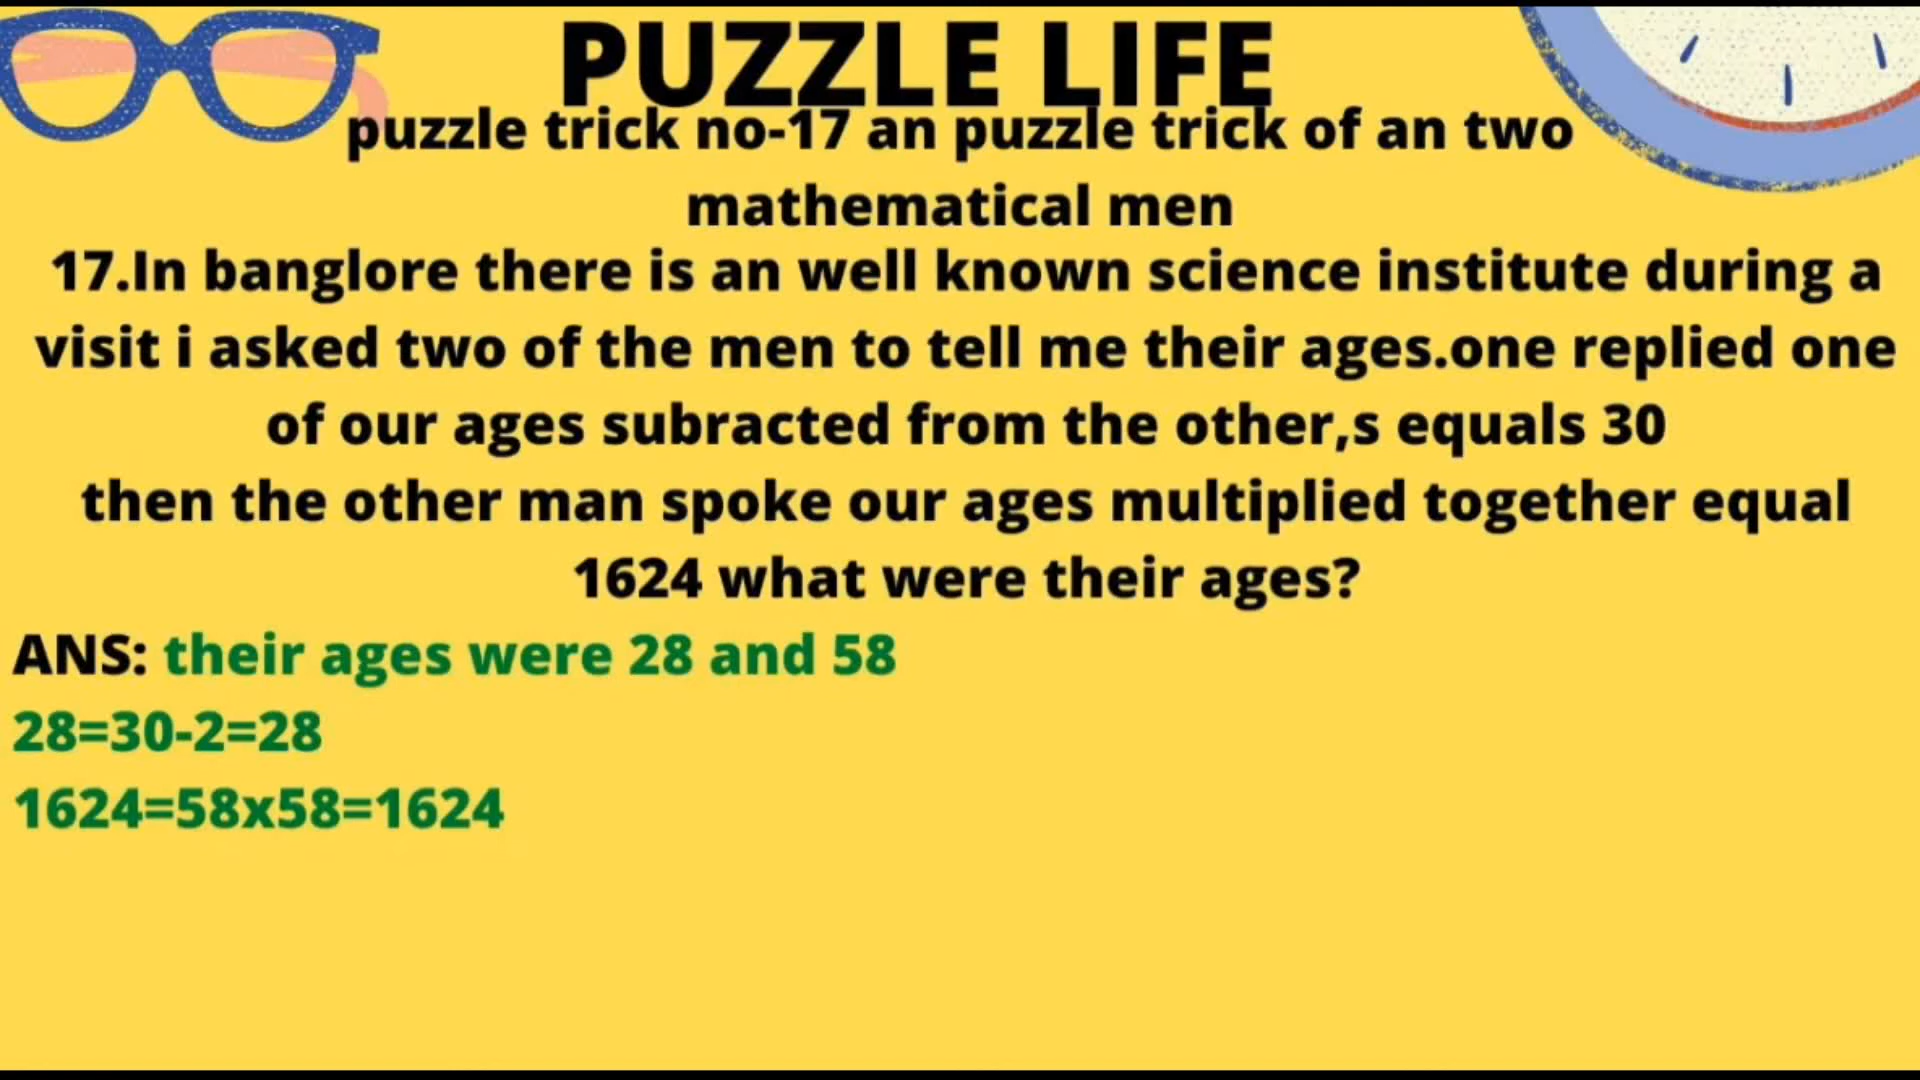 PUZZLE LIFE
puzzle trick no-17 an puzzle trick of an two
mathematical men
17.In banglore there is an well known science institute during a
visit i asked two of the men to tell me their ages.one replied one
of our ages subracted from the other,s equals 30
then the other man spoke our ages multiplied together equal
1624 what were their ages?
ANS: their ages were 28 and 58
28=30-2=28
1624=58x58=1624